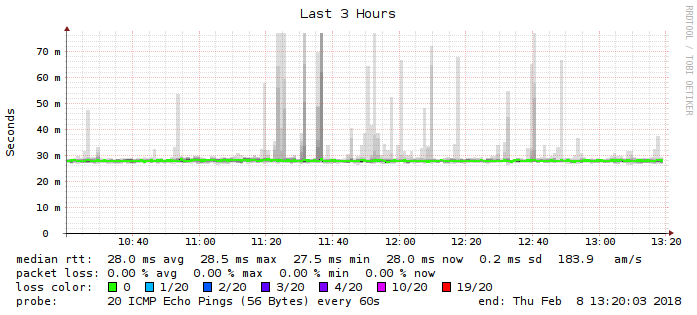 Last 3 Hours
RRDTOOL / TOBI OETIKER
Seconds
70 m
60 m
50 m
40 m
30 m
20 m
10 m
0
10:40 11:00 11:20 11:40 12:00 12:20 12:40 13:00 13:20
median rtt: 28.0 ms avg 28.5 ms max 27.5 ms min 28.0 ms now 0.2 ms sd 183.9 am/s
packet loss: 0.00 % avg 0.00 % max 0.00 % min 0.00 % now
loss color: 0 1/20 2/20 3/20 4/20 10/20 19/20
probe: 20 ICMP Echo Pings (56 Bytes) every 60s end: Thu Feb 8 13:20:03 2018